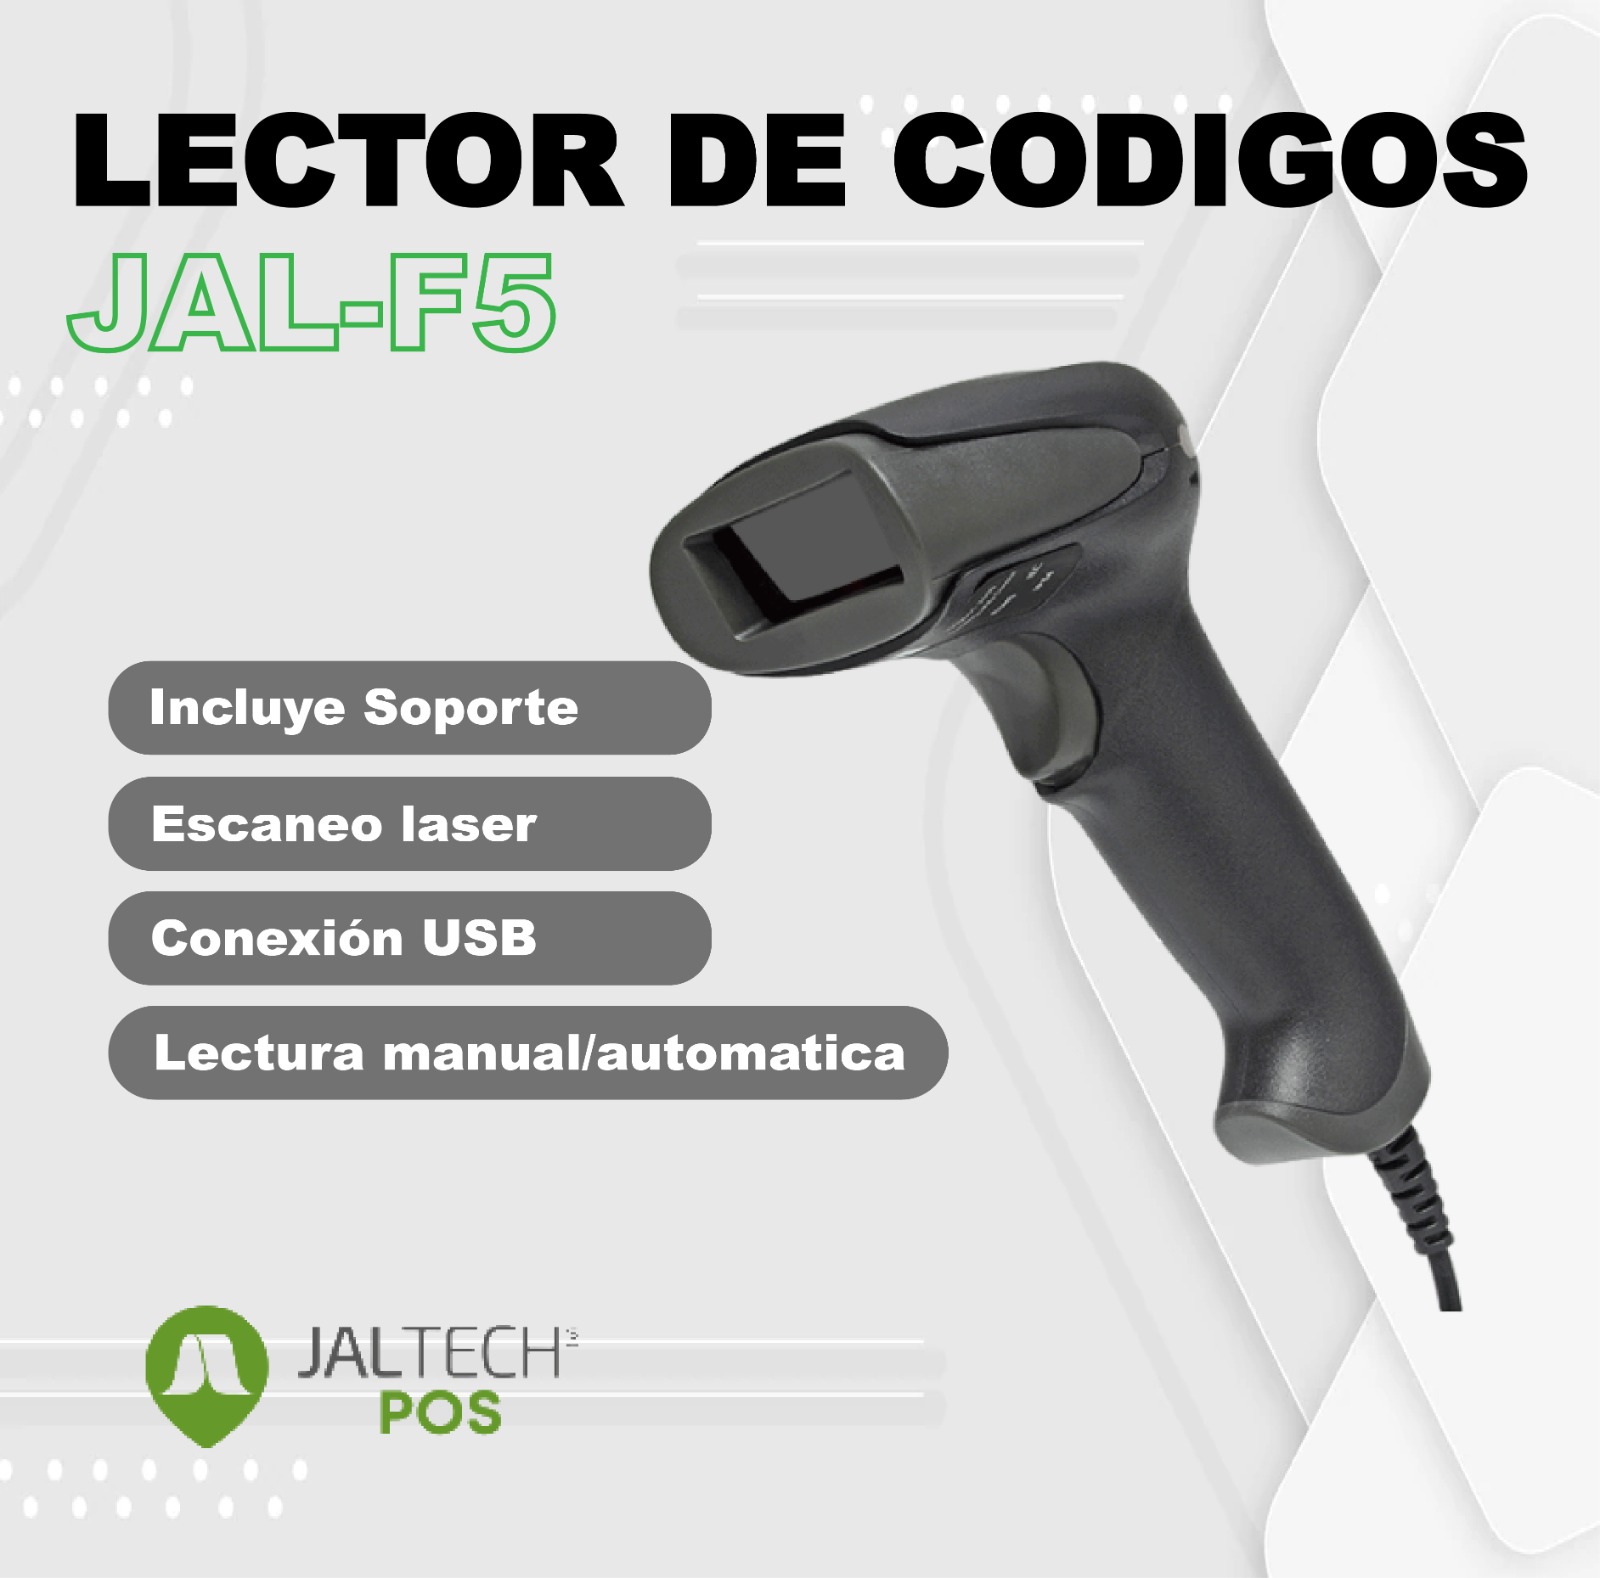 LECTOR DE CODIGOS
JAL-F5
Incluye Soporte
Escaneo laser
Conexión USB
Lectura manual/automatica
JALTECH
POS